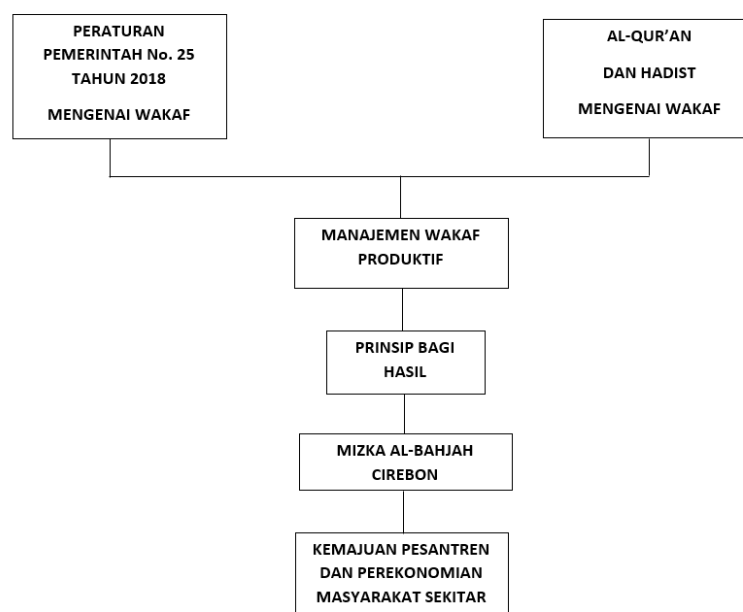 PERATURAN
PEMERINTAH No. 25
TAHUN 2018
MENGENAI WAKAF
AL-QUR’AN
DAN HADIST
MENGENAI WAKAF
MANAJEMEN WAKAF
PRODUKTIF
PRINSIP BAGI
HASIL
MIZKA AL-BAHJAH
CIREBON
KEMAJUAN PESANTREN
DAN PEREKONOMIAN
MASYARAKAT SEKITAR